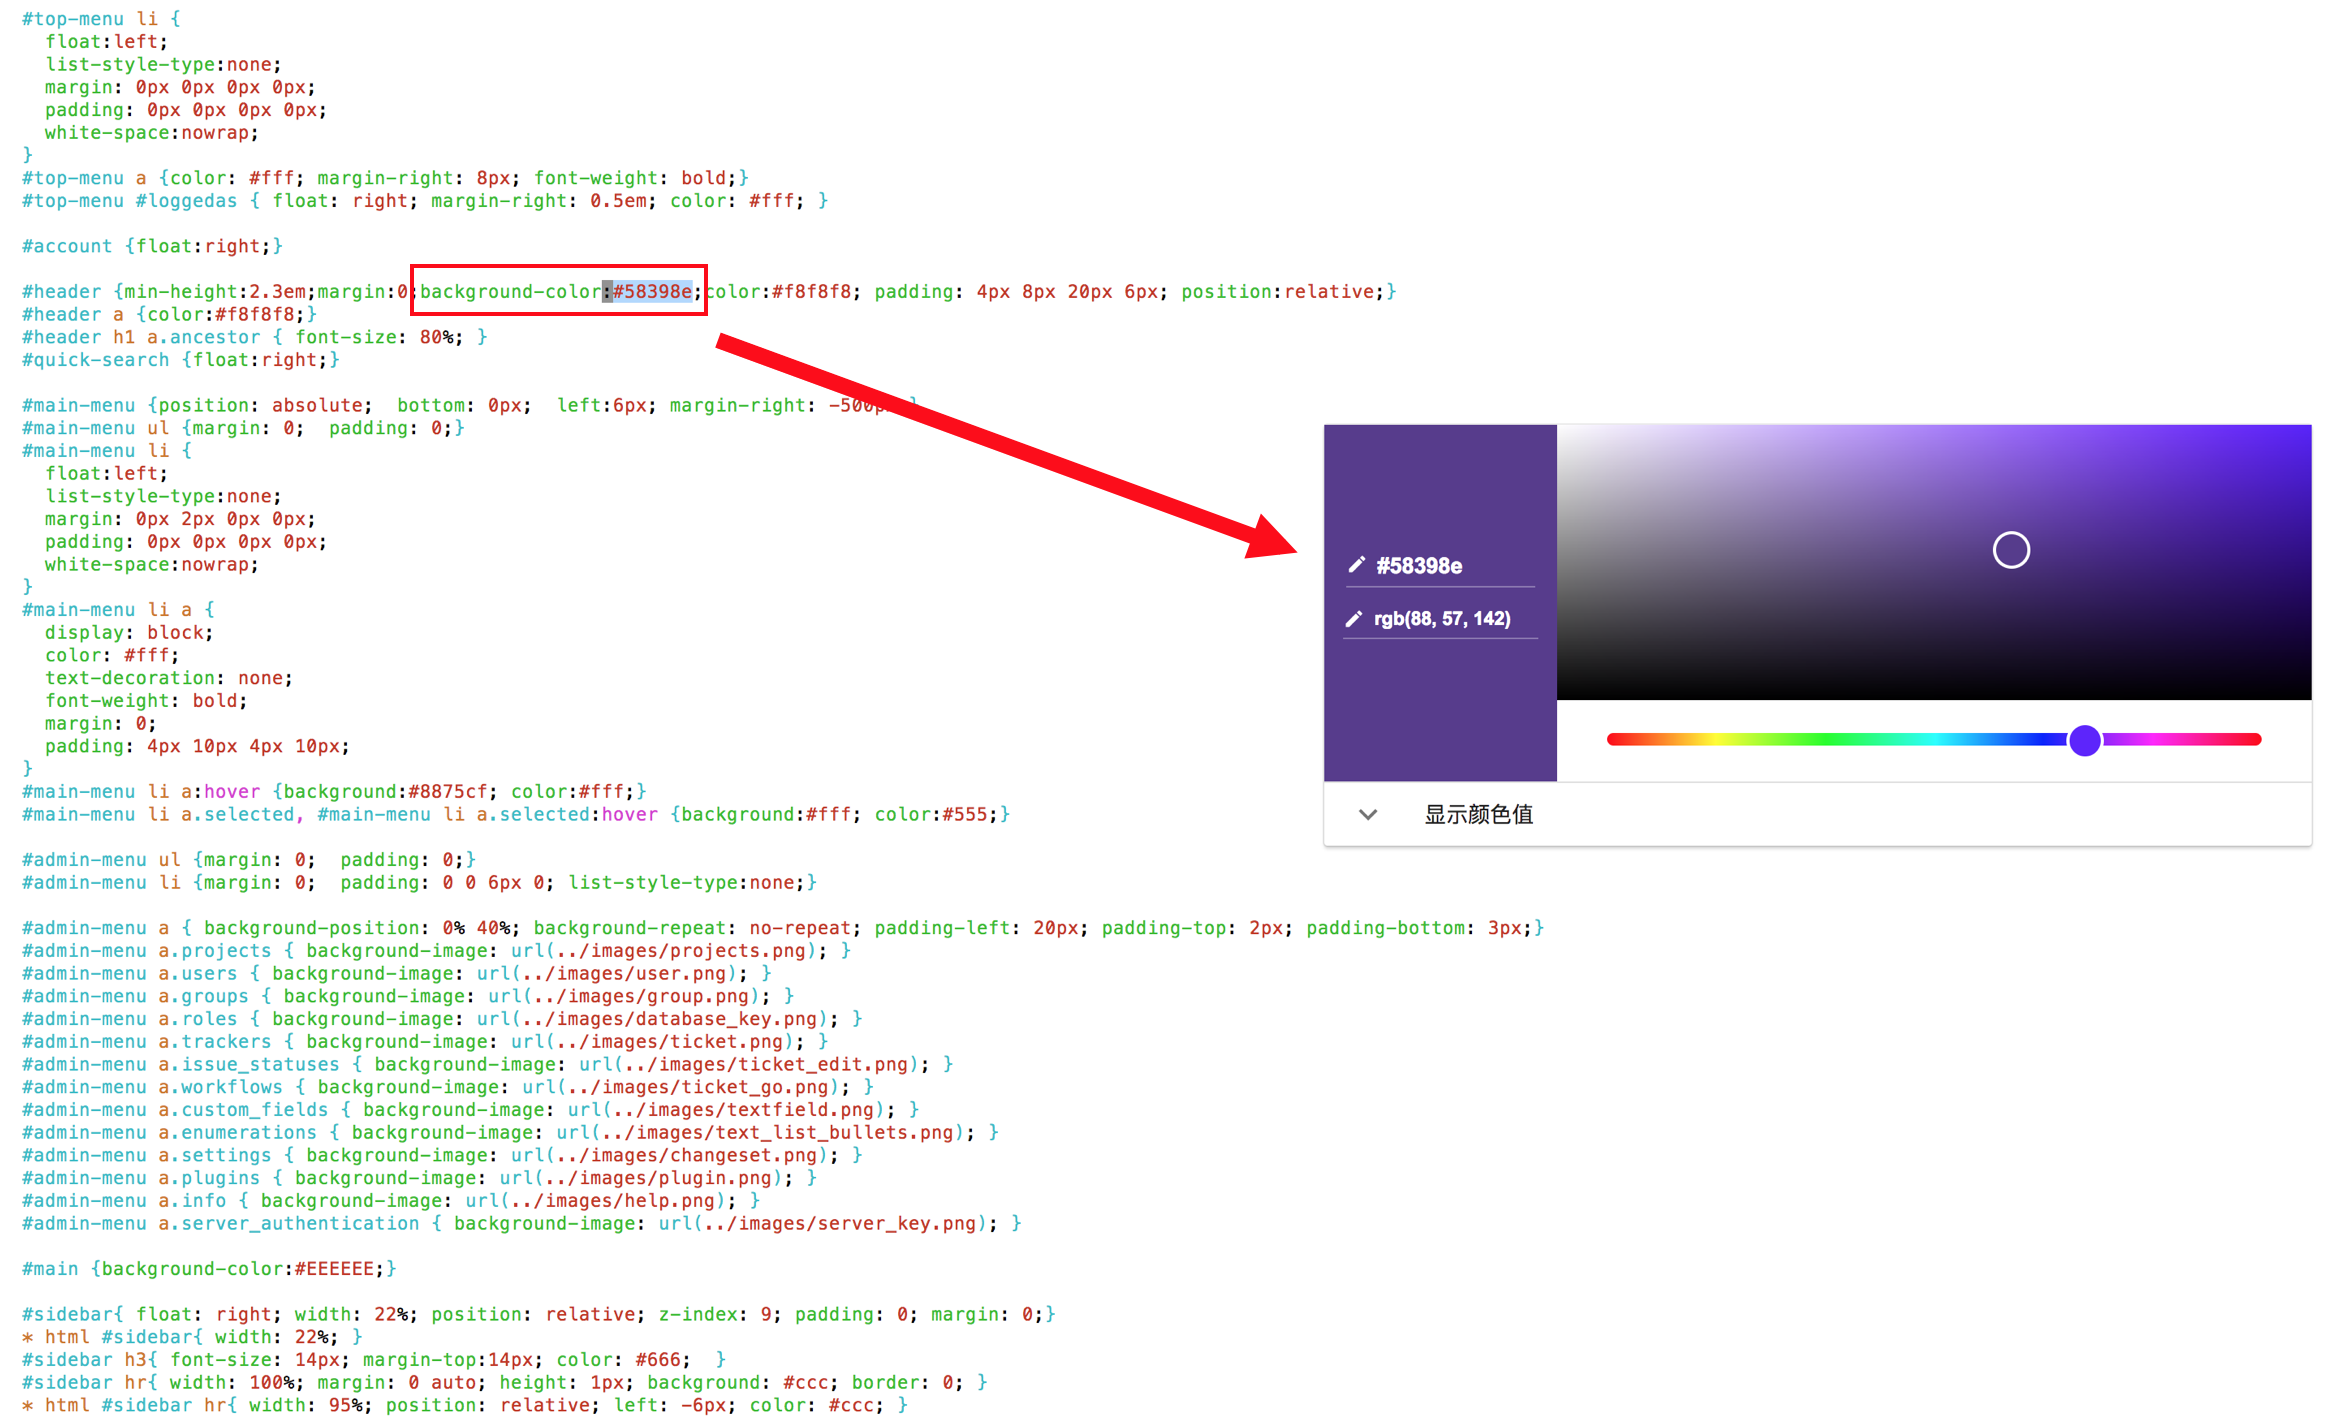 #top-menu li {
  float:left;
  list-style-type:none;
  margin: 0px 0px 0px 0px;
  padding: 0px 0px 0px 0px;
  white-space:nowrap;
}
#top-menu a {color: #fff; margin-right: 8px; font-weight: bold;}
#top-menu #loggedas { float: right; margin-right: 0.5em; color: #fff; }
#account {float:right;}
#header {min-height:2.3em;margin:0;background-color:#58398e;color:#f8f8f8; padding: 4px 8px 20px 6px; position:relative;}
#header a {color:#f8f8f8;}
#header h1 a.ancestor { font-size: 80%; }
#quick-search {float:right;}
#main-menu {position: absolute;  bottom: 0px;  left:6px; margin-right: -500px;}
#main-menu ul {margin: 0;  padding: 0;}
#main-menu li {
  float:left;
  list-style-type:none;
  margin: 0px 2px 0px 0px;
  padding: 0px 0px 0px 0px;
  white-space:nowrap;
}
#main-menu li a {
  display: block;
  color: #fff;
  text-decoration: none;
  font-weight: bold;
  margin: 0;
  padding: 4px 10px 4px 10px;
}
#main-menu li a:hover {background:#8875cf; color:#fff;}
#main-menu li a.selected, #main-menu li a.selected:hover {background:#fff; color:#555;}
#admin-menu ul {margin: 0;  padding: 0;}
#admin-menu li {margin: 0;  padding: 0 0 6px 0; list-style-type:none;}
#admin-menu a { background-position: 0% 40%; background-repeat: no-repeat; padding-left: 20px; padding-top: 2px; padding-bottom: 3px;}
#admin-menu a.projects { background-image: url(../images/projects.png); }
#admin-menu a.users { background-image: url(../images/user.png); }
#admin-menu a.groups { background-image: url(../images/group.png); }
#admin-menu a.roles { background-image: url(../images/database_key.png); }
#admin-menu a.trackers { background-image: url(../images/ticket.png); }
#admin-menu a.issue_statuses { background-image: url(../images/ticket_edit.png); }
#admin-menu a.workflows { background-image: url(../images/ticket_go.png); }
#admin-menu a.custom_fields { background-image: url(../images/textfield.png); }
#admin-menu a.enumerations { background-image: url(../images/text_list_bullets.png); }
#admin-menu a.settings { background-image: url(../images/changeset.png); }
#admin-menu a.plugins { background-image: url(../images/plugin.png); }
#admin-menu a.info { background-image: url(../images/help.png); }
#admin-menu a.server_authentication { background-image: url(../images/server_key.png); }
#main {background-color:#EEEEEE;}
#sidebar{ float: right; width: 22%; position: relative; z-index: 9; padding: 0; margin: 0;}
* html #sidebar{ width: 22%; }
#sidebar h3{ font-size: 14px; margin-top:14px; color: #666;  }
#sidebar hr{ width: 100%; margin: 0 auto; height: 1px; background: #ccc; border: 0; }
* html #sidebar hr{ width: 95%; position: relative; left: -6px; color: #ccc; }
#58398e
rgb(88, 57, 142)
显示颜色值